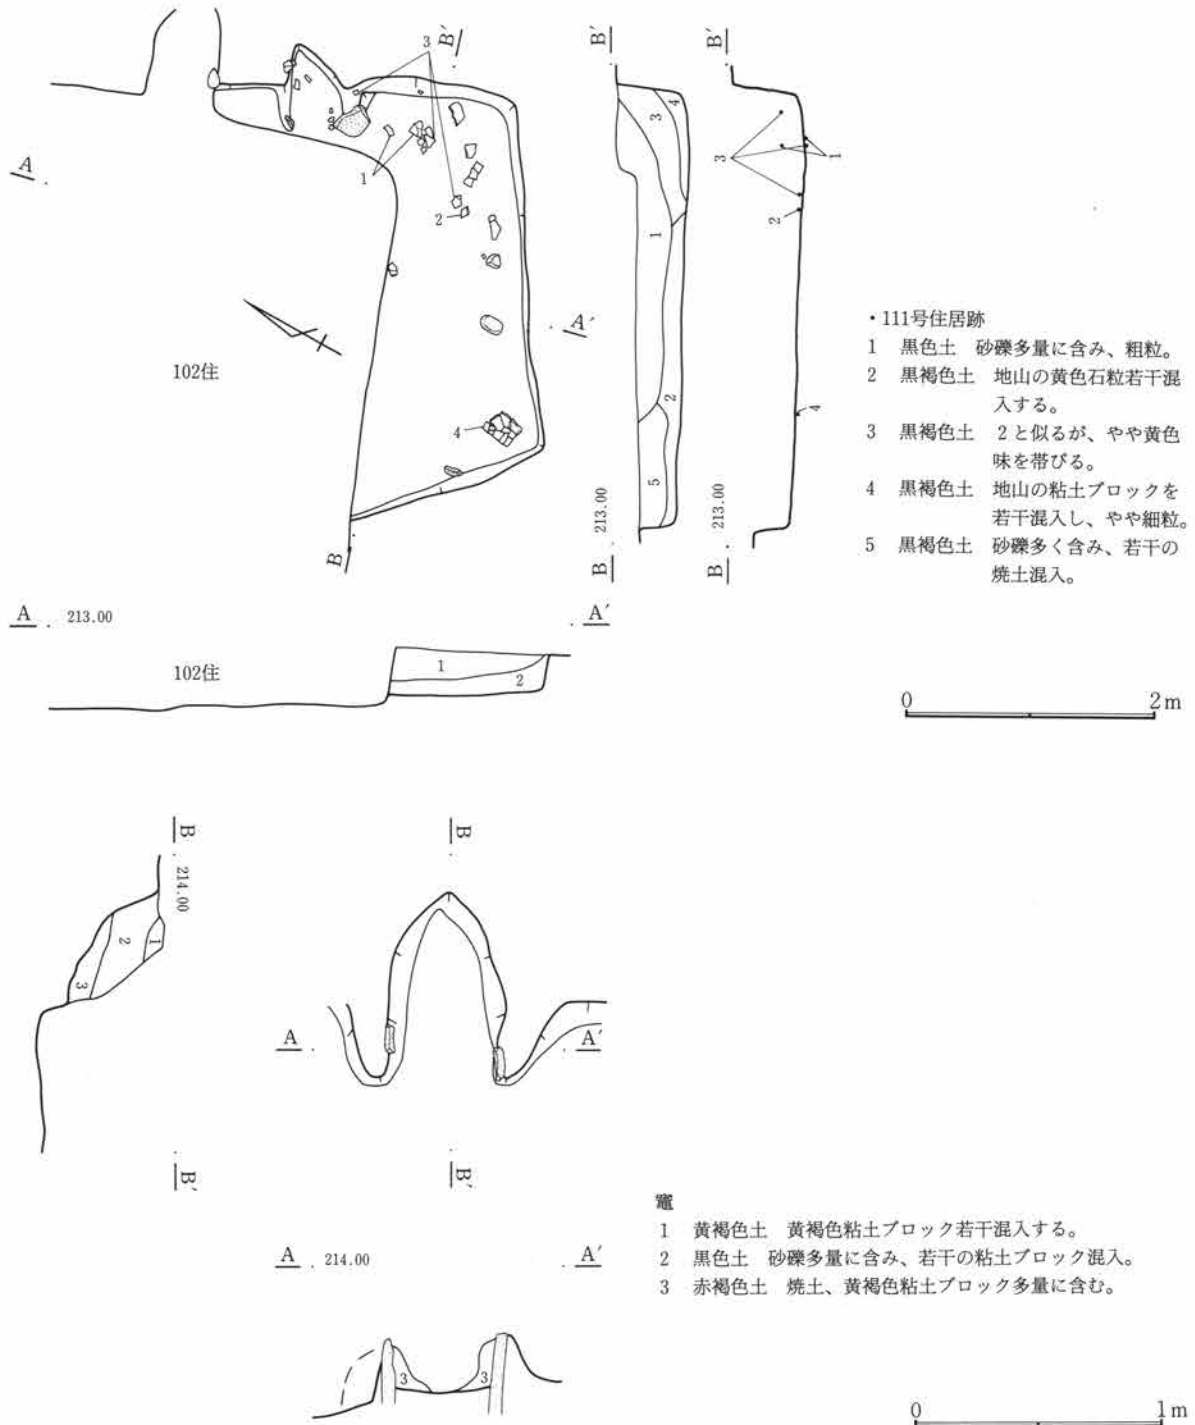 B'
3
A
1
2
A'
102住
4
B
B'
3
4
1
2
5
213.00
B
B'
3
1
2
4
213.00
B
・111号住居跡
1 黒色土 砂礫多量に含み、粗粒。
2 黒褐色土 地山の黄色石粒若干混
入する。
3 黒褐色土 2と似るが、やや黄色
味を帯びる。
4 黒褐色土 地山の粘土ブロックを
若干混入し、やや細粒。
5 黒褐色土 砂礫多く含み、若干の
焼土混入。
A 213.00 A'
102住 1 2
0 2m
B
214.00
1
2
3
B'
B
A A'
B'
A 214.00 A'
3 3
竈
1 黄褐色土 黄褐色粘土ブロック若干混入する。
2 黒色土 砂礫多量に含み、若干の粘土ブロック混入。
3 赤褐色土 焼土、黄褐色粘土ブロック多量に含む。
0 1m